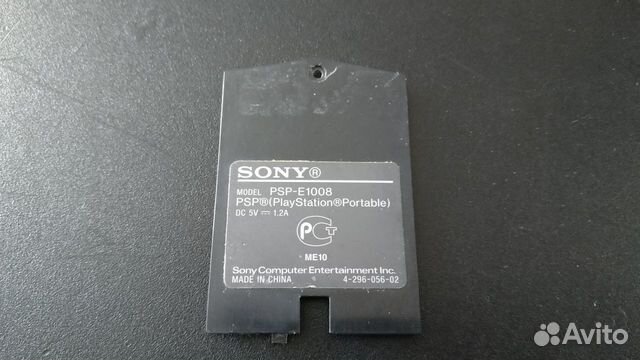 SONY®
MODEL PSP-E1008
PSP®(PlayStation®Portable)
DC 5V ⎓ 1.2A
PCT
ME10
Sony Computer Entertainment Inc.
MADE IN CHINA 4-296-056-02
Avito